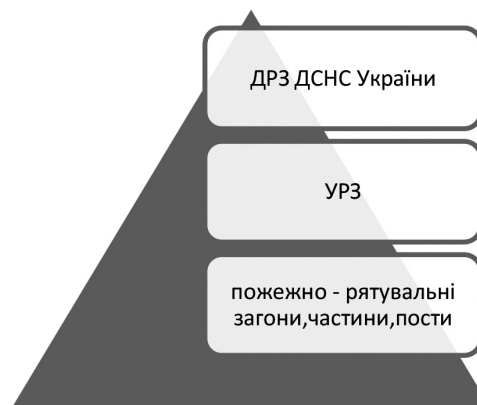 ДРЗ ДСНС України
УРЗ
пожежно - рятувальні
загони,частини,пости